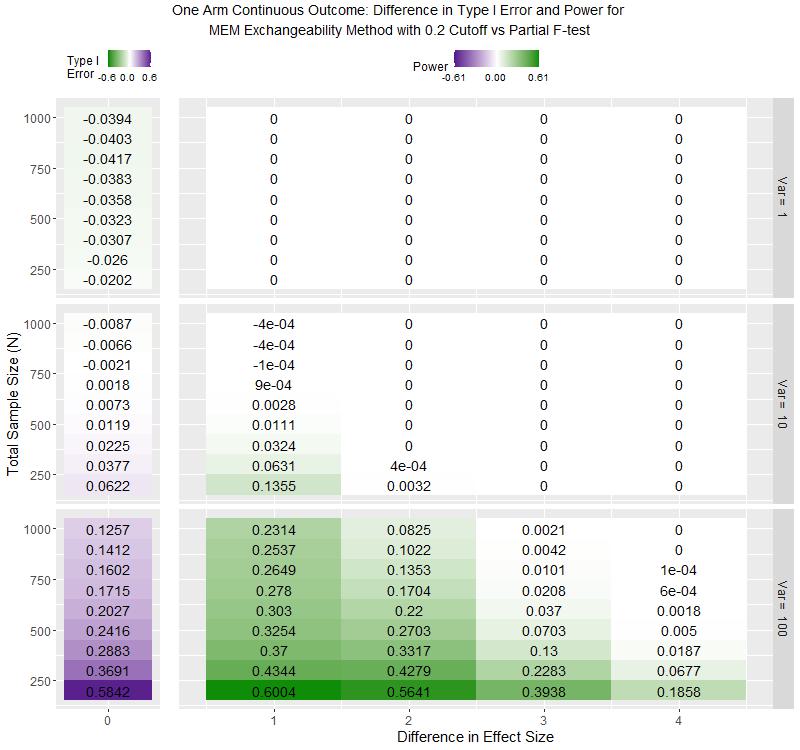 One Arm Continuous Outcome: Difference in Type I Error and Power for
MEM Exchangeability Method with 0.2 Cutoff vs Partial F-test
Type I
Error
-0.6 0.0 0.6
Power
-0.61 0.00 0.61
Total Sample Size (N)
1000 -0.0394 0 0 0 0
-0.0403 0 0 0 0
750 -0.0417 0 0 0 0
-0.0383 0 0 0 0
-0.0358 0 0 0 0
500 -0.0323 0 0 0 0
-0.0307 0 0 0 0
250 -0.026 0 0 0 0
-0.0202 0 0 0 0
Var = 1
1000 -0.0087 -4e-04 0 0 0
-0.0066 -4e-04 0 0 0
750 -0.0021 -1e-04 0 0 0
0.0018 9e-04 0 0 0
0.0073 0.0028 0 0 0
500 0.0119 0.0111 0 0 0
0.0225 0.0324 0 0 0
250 0.0377 0.0631 4e-04 0 0
0.0622 0.1355 0.0032 0 0
Var = 10
1000 0.1257 0.2314 0.0825 0.0021 0
0.1412 0.2537 0.1022 0.0042 0
750 0.1602 0.2649 0.1353 0.0101 1e-04
0.1715 0.278 0.1704 0.0208 6e-04
0.2027 0.303 0.22 0.037 0.0018
500 0.2416 0.3254 0.2703 0.0703 0.005
0.2883 0.37 0.3317 0.13 0.0187
250 0.3691 0.4344 0.4279 0.2283 0.0677
0.5842 0.6004 0.5641 0.3938 0.1858
Var = 100
0 1 2 3 4
Difference in Effect Size